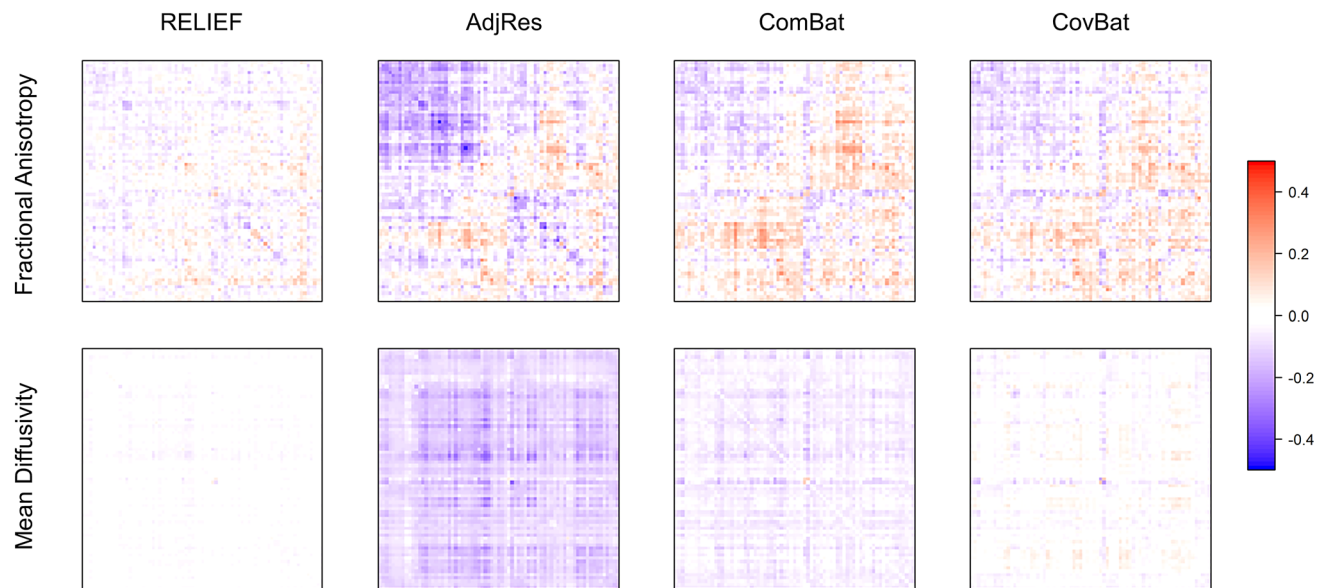 RELIEF AdjRes ComBat CovBat
Fractional Anisotropy
0.4
0.2
0.0
-0.2
-0.4
Mean Diffusivity